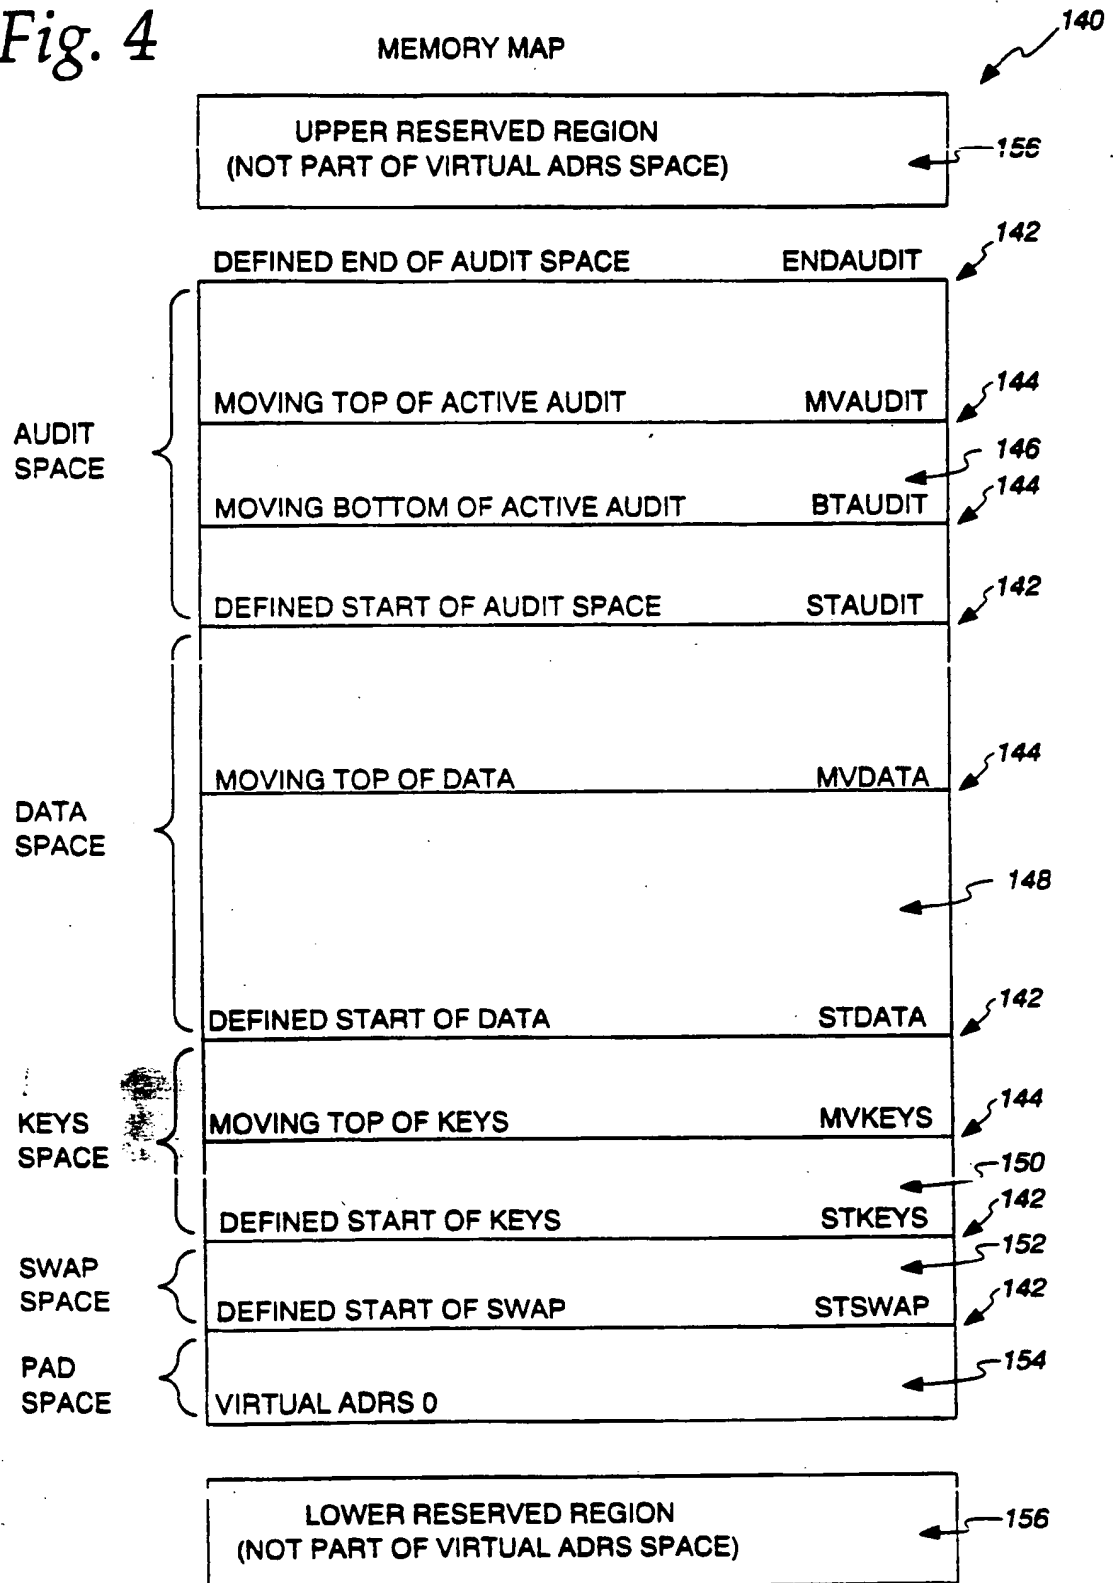 Fig. 4
MEMORY MAP
140
UPPER RESERVED REGION
(NOT PART OF VIRTUAL ADRS SPACE)
156
DEFINED END OF AUDIT SPACE ENDAUDIT
142
MOVING TOP OF ACTIVE AUDIT MVAUDIT
144
AUDIT
SPACE
146
MOVING BOTTOM OF ACTIVE AUDIT BTAUDIT
144
DEFINED START OF AUDIT SPACE STAUDIT
142
MOVING TOP OF DATA MVDATA
144
DATA
SPACE
148
DEFINED START OF DATA STDATA
142
KEYS
SPACE
MOVING TOP OF KEYS MVKEYS
144
150
DEFINED START OF KEYS STKEYS
142
SWAP
SPACE
152
DEFINED START OF SWAP STSWAP
142
PAD
SPACE
154
VIRTUAL ADRS 0
LOWER RESERVED REGION
(NOT PART OF VIRTUAL ADRS SPACE)
156